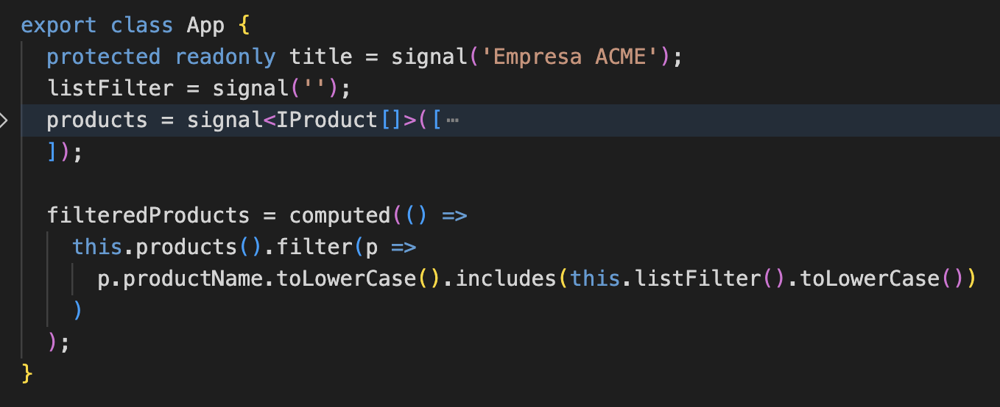 export class App {
  protected readonly title = signal('Empresa ACME');
  listFilter = signal('');
  products = signal<IProduct[]>([ ⋯
  ]);

  filteredProducts = computed(() =>
    this.products().filter(p =>
      p.productName.toLowerCase().includes(this.listFilter().toLowerCase())
    )
  );
}